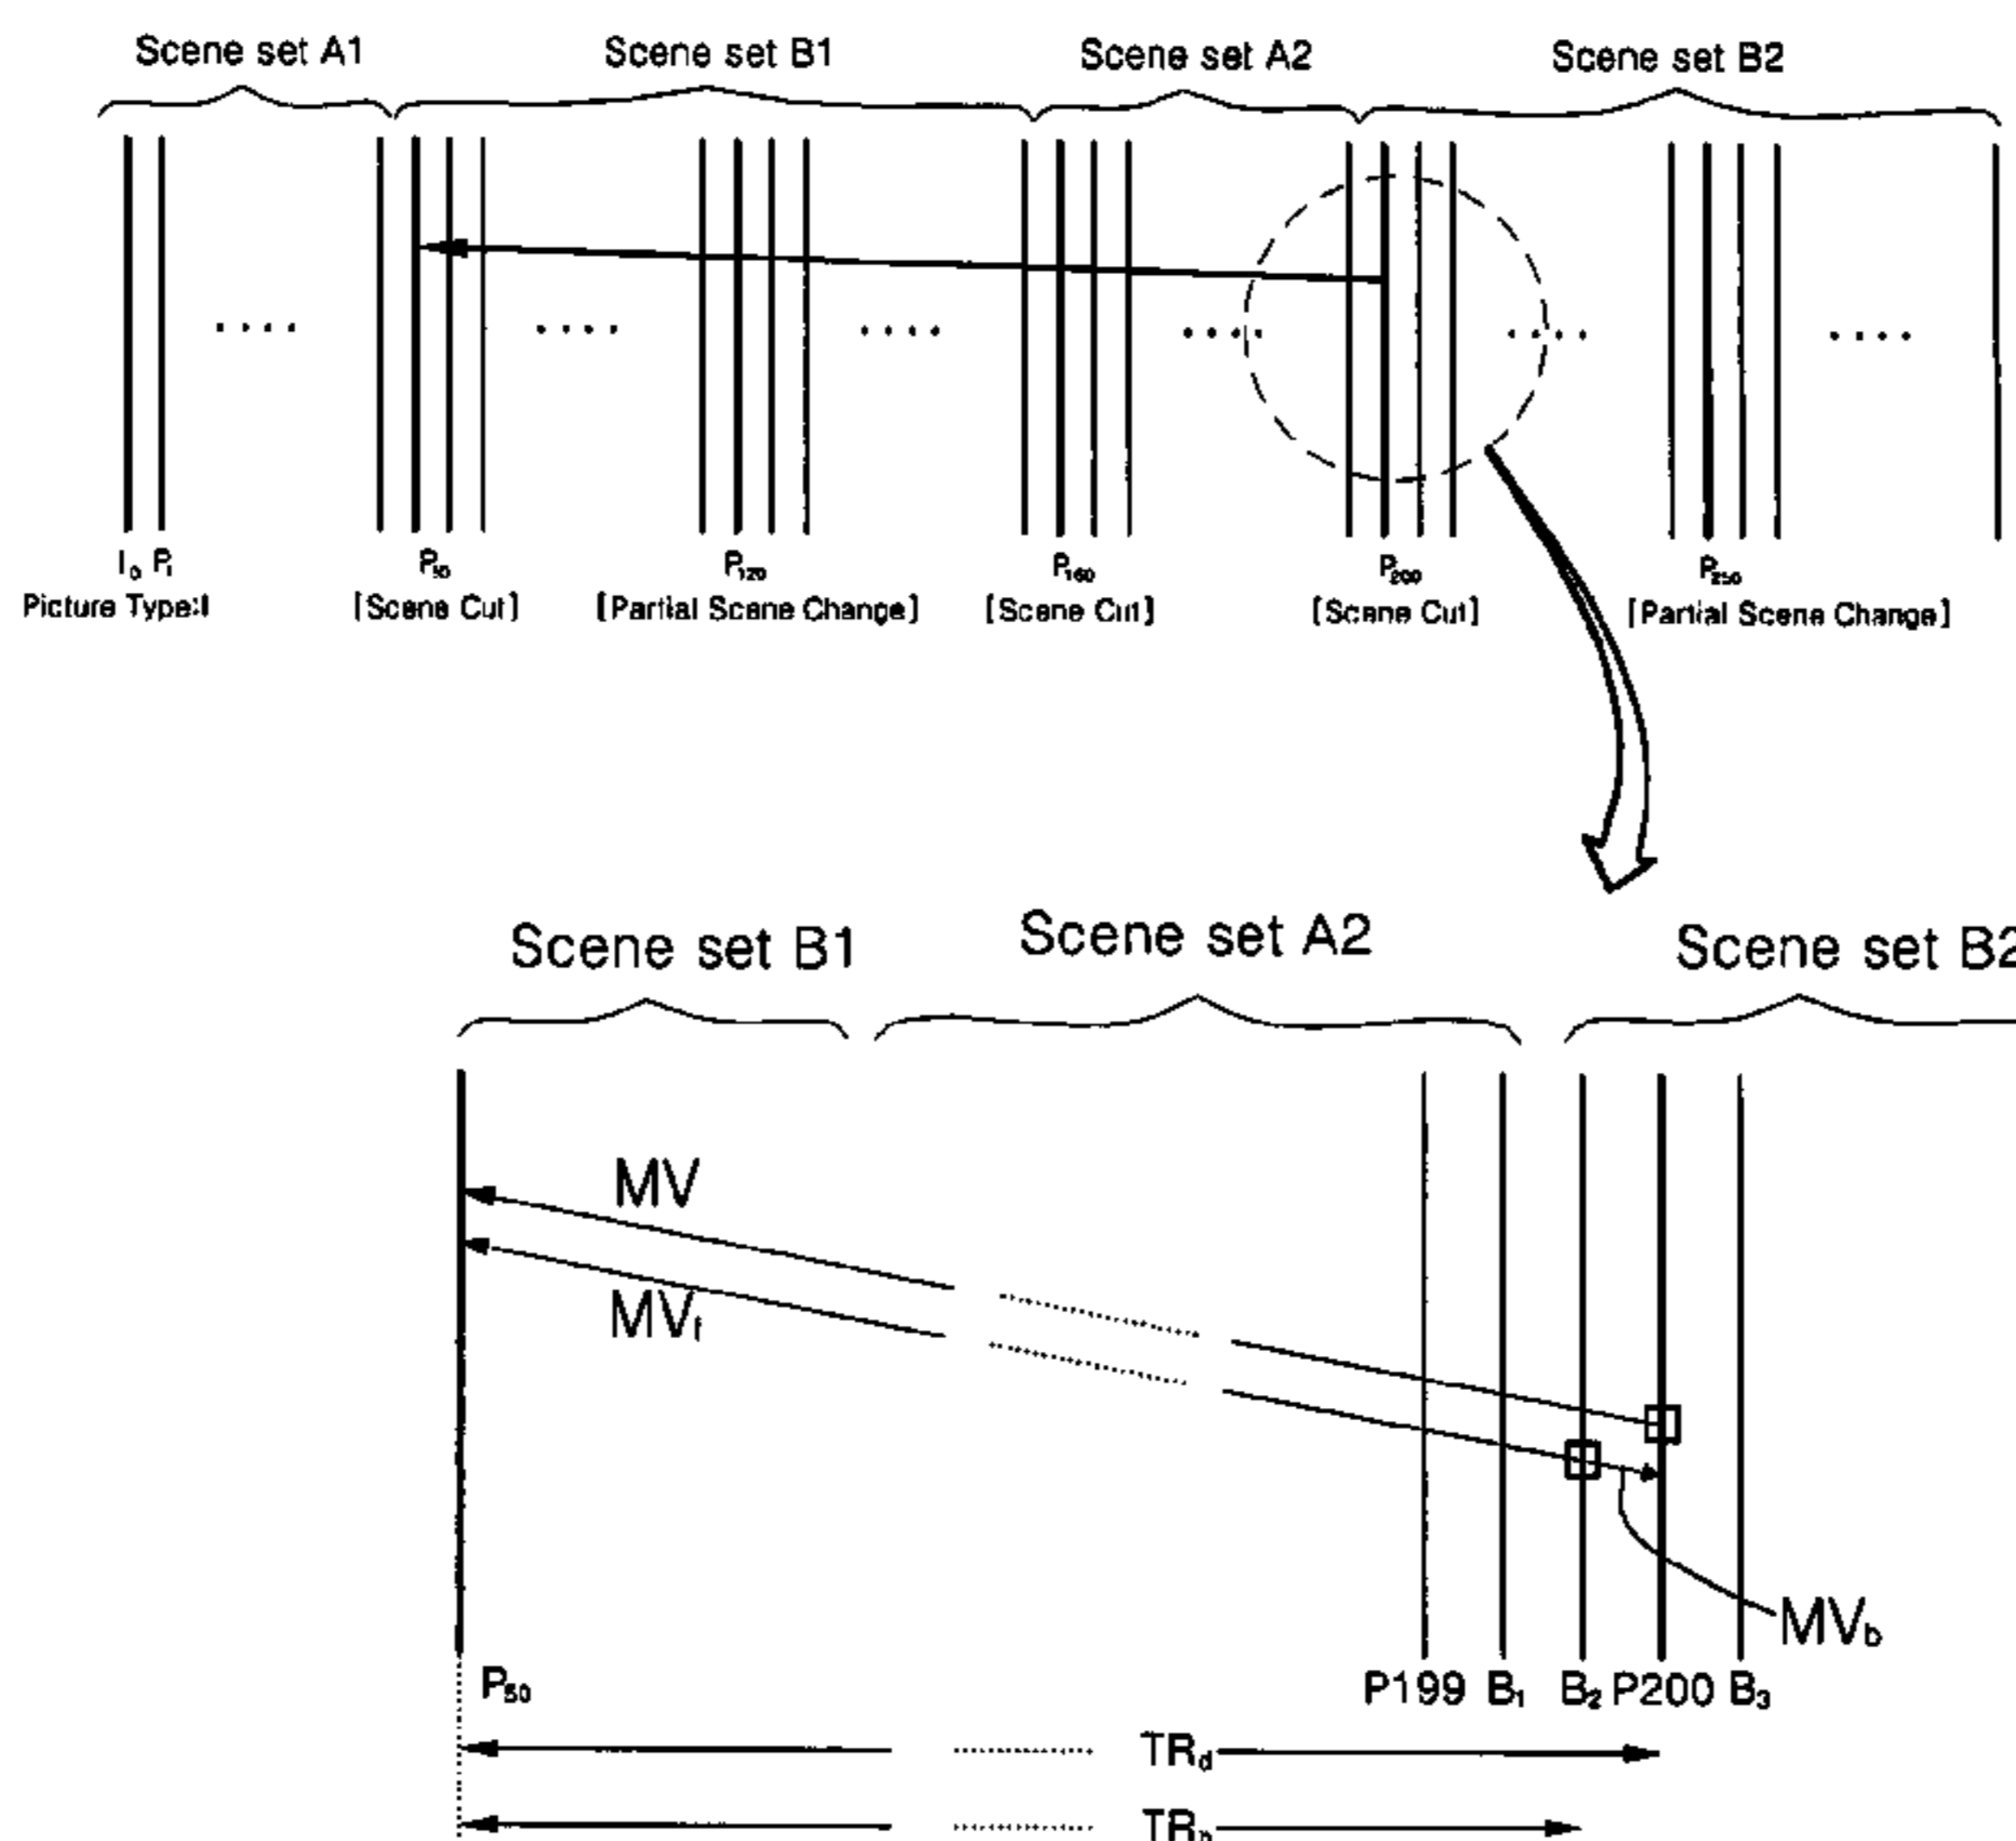 Scene set A1 Scene set B1 Scene set A2 Scene set B2
I0 P1 P50 P120 P160 P200 P250
Picture Type:I [Scene Cut] [Partial Scene Change] [Scene Cut] [Scene Cut] [Partial Scene Change]
Scene set B1 Scene set A2 Scene set B2
MV
MVf
MVb
P50 P199 B1 B2 P200 B3
TRd
TRb